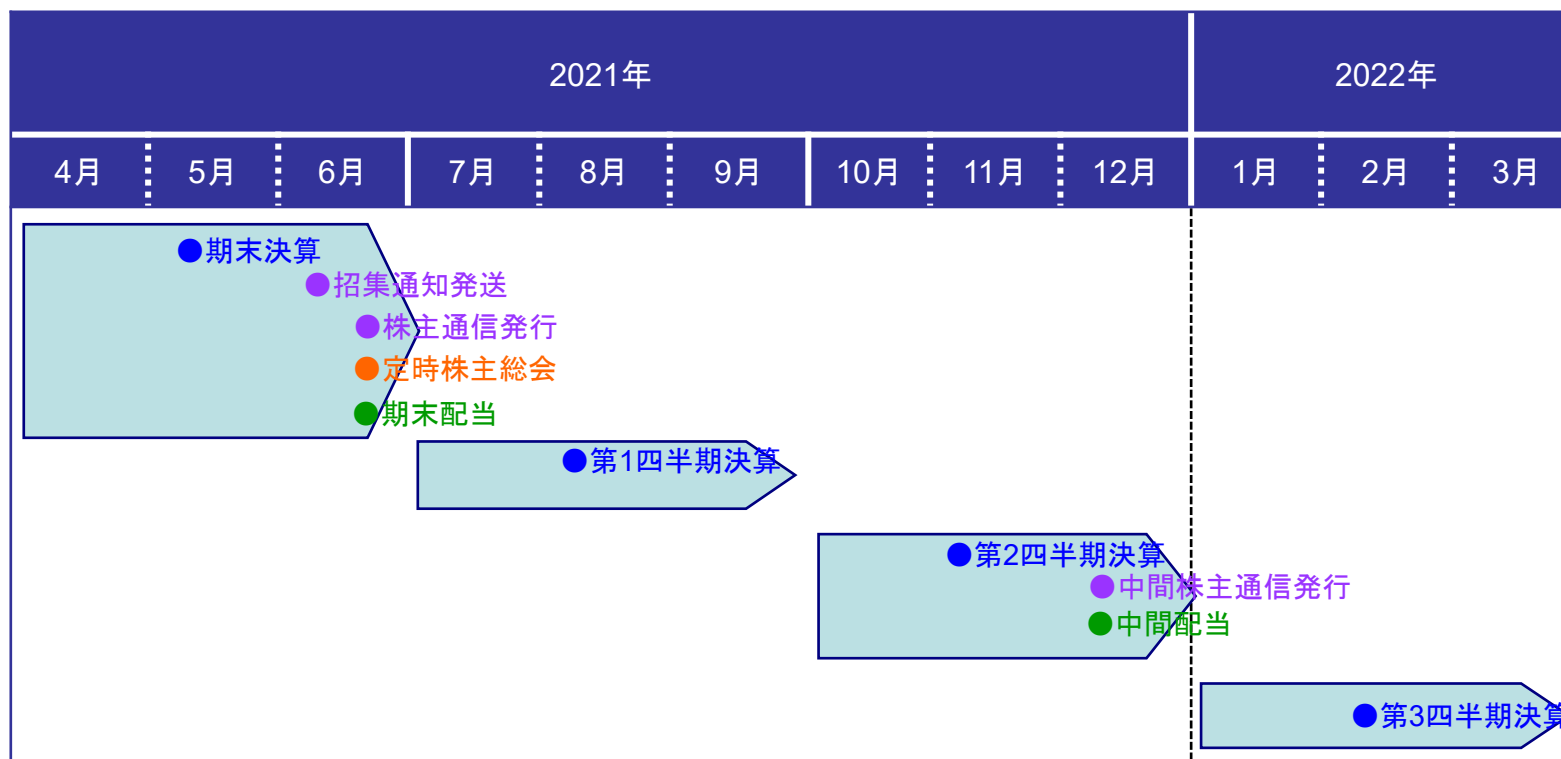 2021年
2022年
4月
5月
6月
7月
8月
9月
10月
11月
12月
1月
2月
3月
●期末決算
●招集通知発送
●株主通信発行
●定時株主総会
●期末配当
●第1四半期決算
●第2四半期決算
●中間株主通信発行
●中間配当
●第3四半期決算